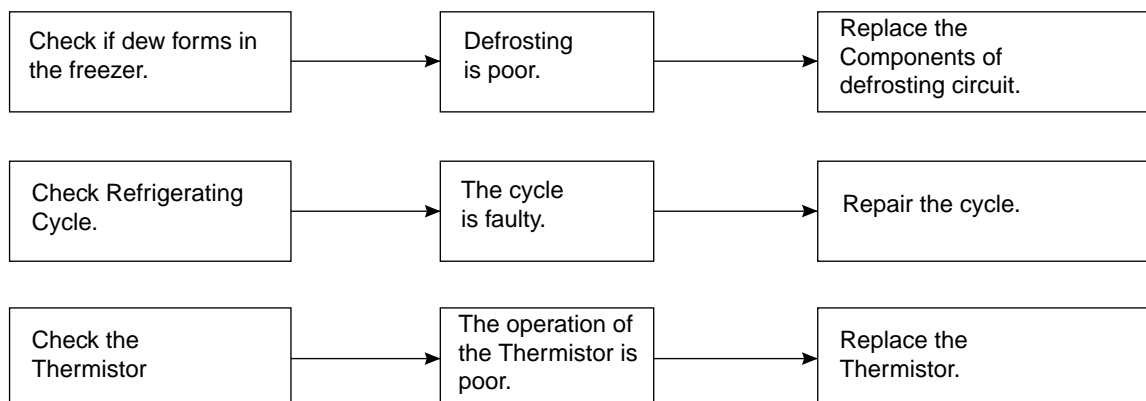 Check if dew forms in
the freezer.
Defrosting
is poor.
Replace the
Components of
defrosting circuit.
Check Refrigerating
Cycle.
The cycle
is faulty.
Repair the cycle.
Check the
Thermistor
The operation of
the Thermistor is
poor.
Replace the
Thermistor.